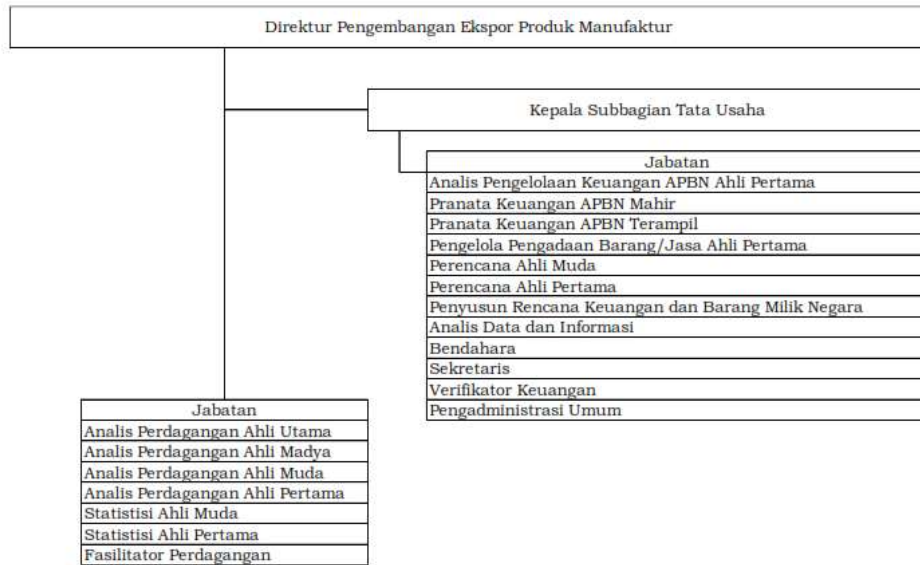 Direktur Pengembangan Ekspor Produk Manufaktur
Kepala Subbagian Tata Usaha
Jabatan
Analis Pengelolaan Keuangan APBN Ahli Pertama
Pranata Keuangan APBN Mahir
Pranata Keuangan APBN Terampil
Pengelola Pengadaan Barang/Jasa Ahli Pertama
Perencana Ahli Muda
Perencana Ahli Pertama
Penyusun Rencana Keuangan dan Barang Milik Negara
Analis Data dan Informasi
Bendahara
Sekretaris
Verifikator Keuangan
Pengadministrasi Umum
Jabatan
Analis Perdagangan Ahli Utama
Analis Perdagangan Ahli Madya
Analis Perdagangan Ahli Muda
Analis Perdagangan Ahli Pertama
Statistisi Ahli Muda
Statistisi Ahli Pertama
Fasilitator Perdagangan